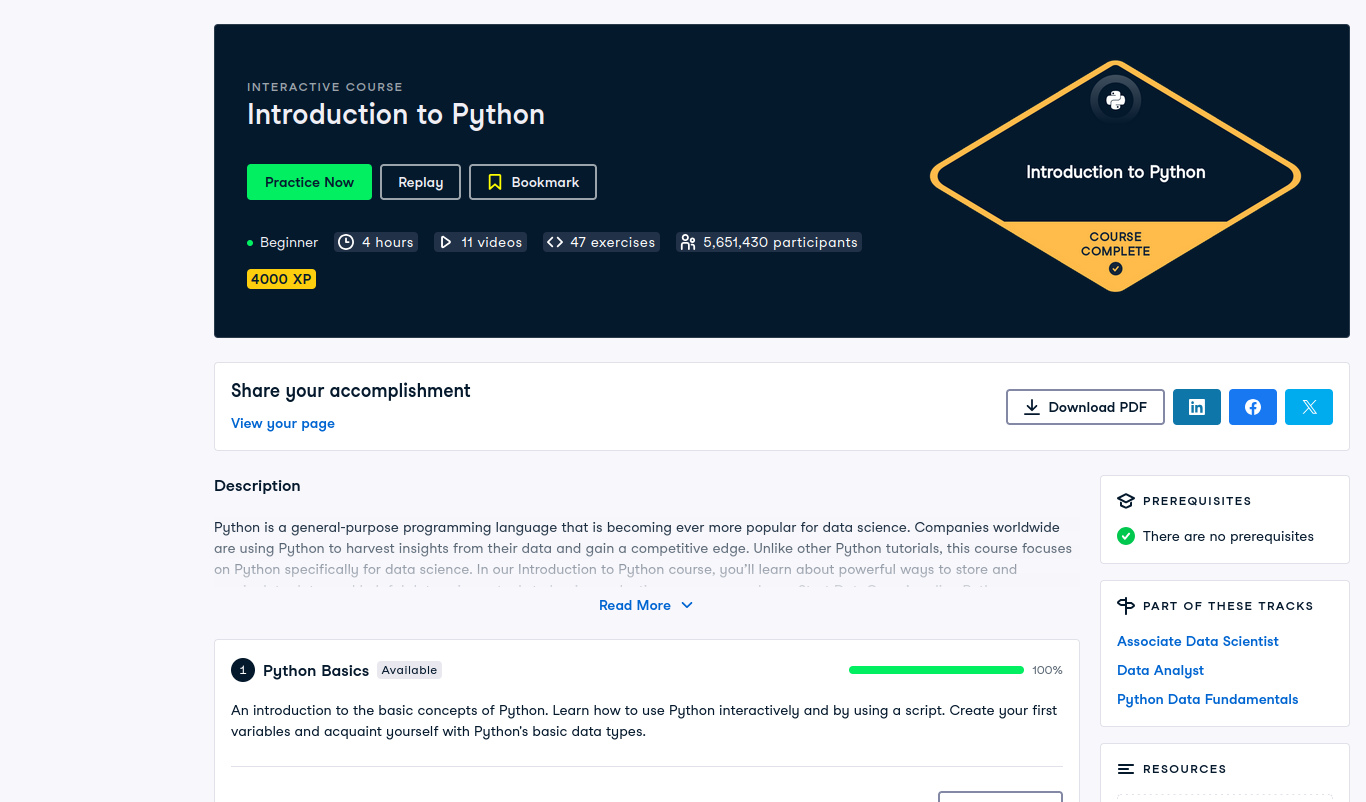 INTERACTIVE COURSE
Introduction to Python
Practice Now
Replay
Bookmark
Beginner
4 hours
11 videos
47 exercises
5,651,430 participants
4000 XP
Introduction to Python
COURSE
COMPLETE
Share your accomplishment
View your page
Download PDF
Description
Python is a general-purpose programming language that is becoming ever more popular for data science. Companies worldwide
are using Python to harvest insights from their data and gain a competitive edge. Unlike other Python tutorials, this course focuses
on Python specifically for data science. In our Introduction to Python course, you’ll learn about powerful ways to store and
Read More
1
Python Basics
Available
100%
An introduction to the basic concepts of Python. Learn how to use Python interactively and by using a script. Create your first
variables and acquaint yourself with Python's basic data types.
PREREQUISITES
There are no prerequisites
PART OF THESE TRACKS
Associate Data Scientist
Data Analyst
Python Data Fundamentals
RESOURCES